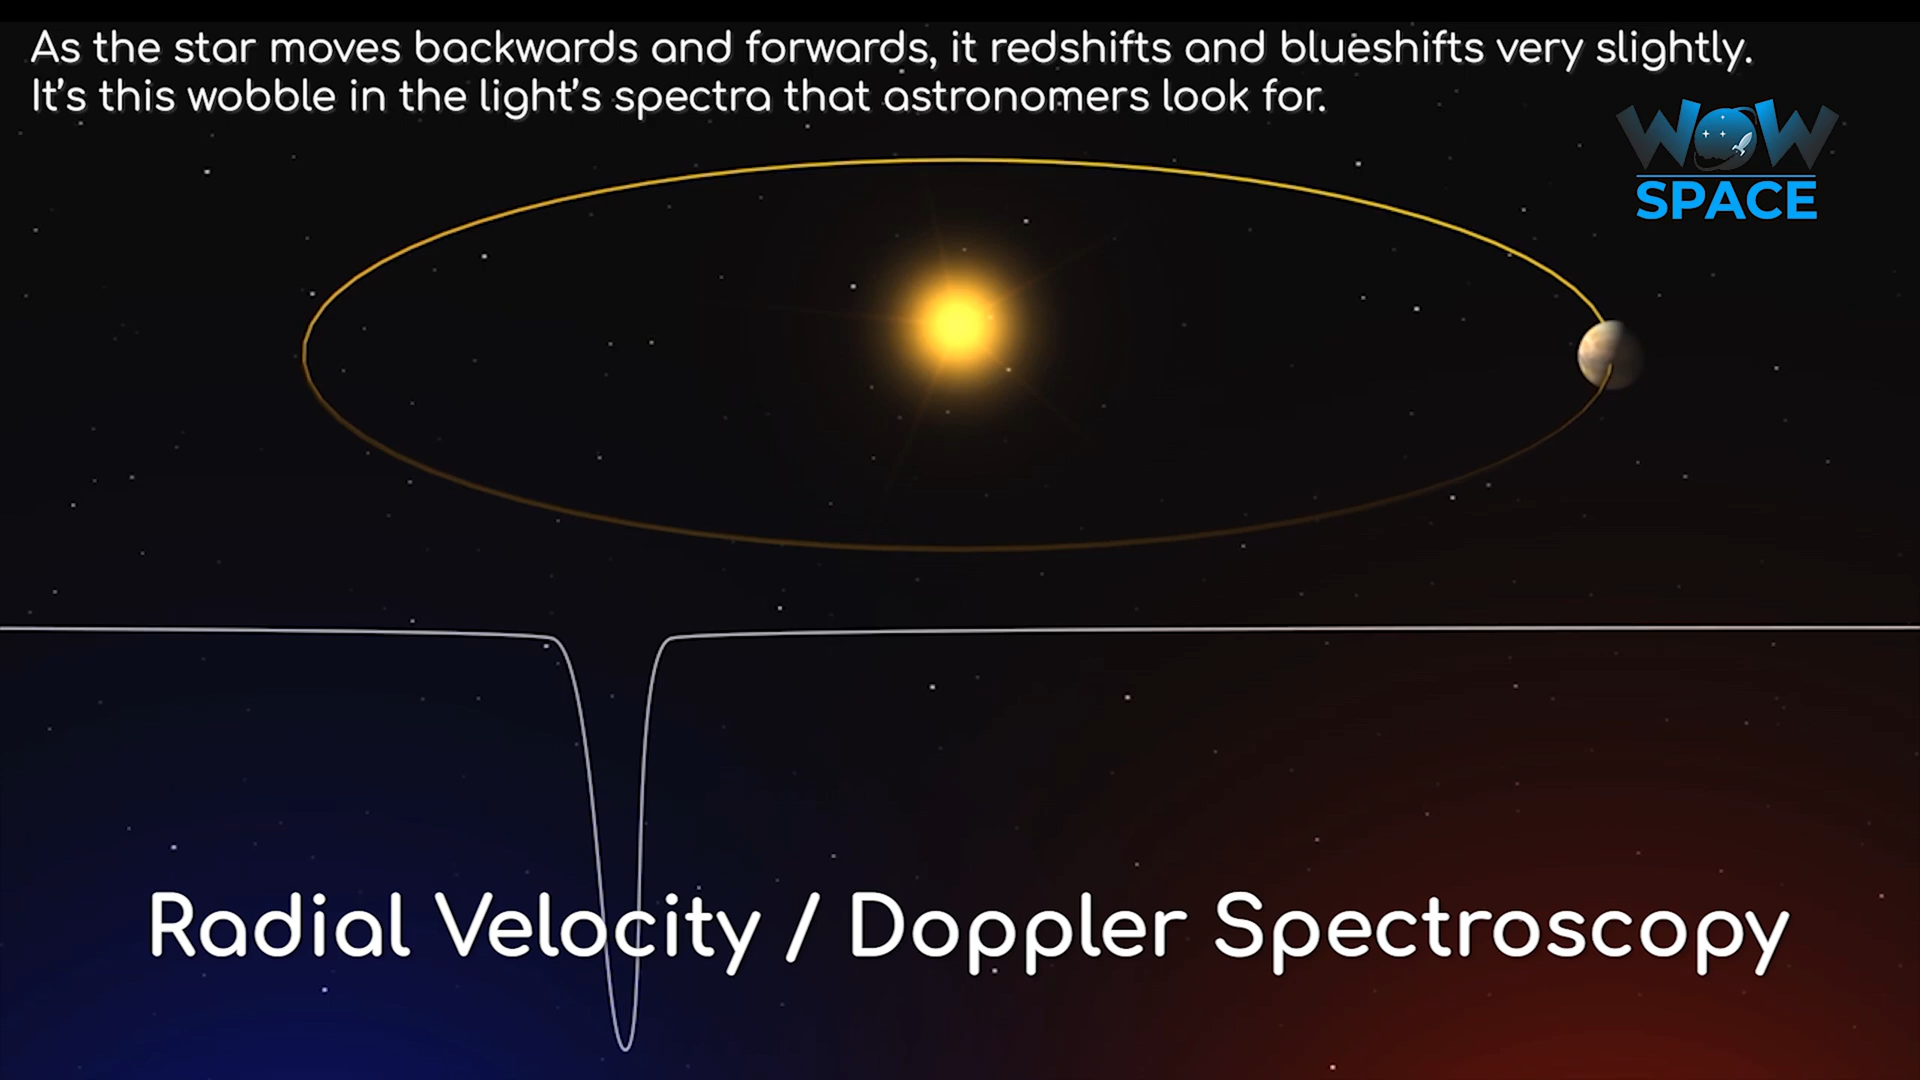 As the star moves backwards and forwards, it redshifts and blueshifts very slightly.
It's this wobble in the light's spectra that astronomers look for.
WOW
SPACE
Radial Velocity / Doppler Spectroscopy